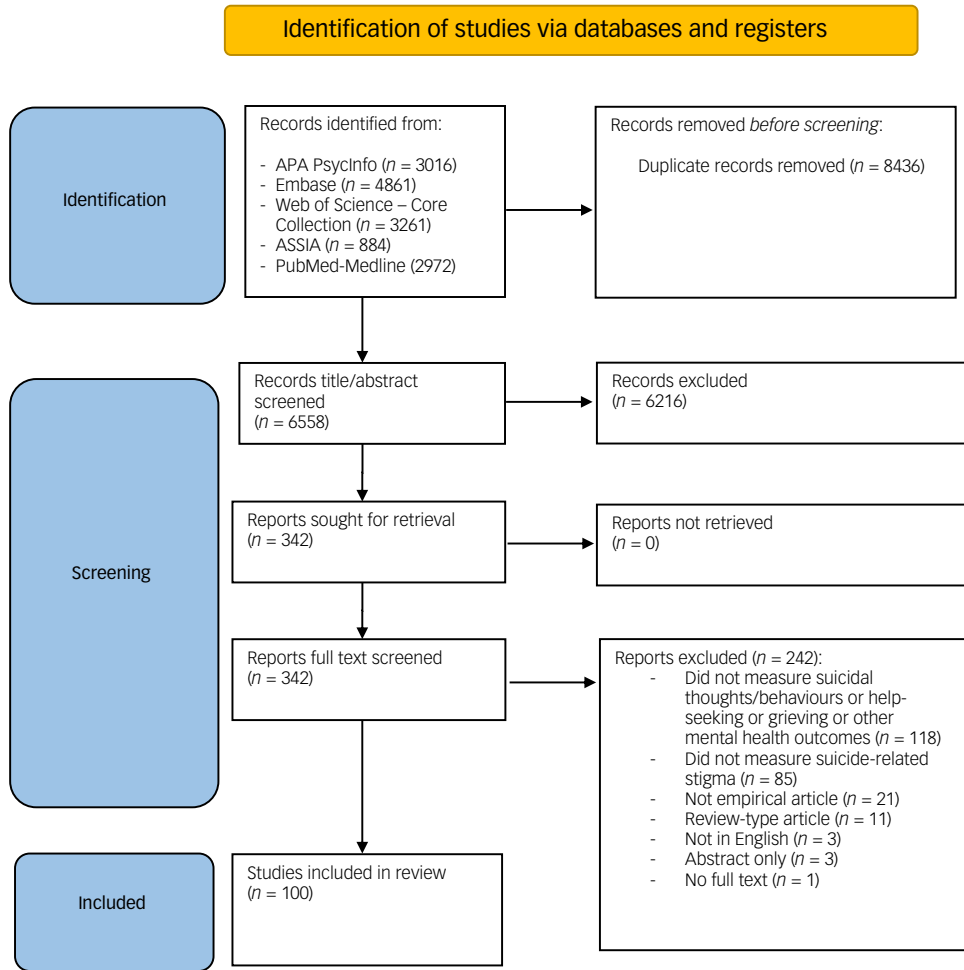 Identification of studies via databases and registers
Identification
Records identified from:
- APA PsycInfo (n = 3016)
- Embase (n = 4861)
- Web of Science – Core
Collection (n = 3261)
- ASSIA (n = 884)
- PubMed-Medline (2972)
Records removed before screening:
Duplicate records removed (n = 8436)
Screening
Records title/abstract
screened
(n = 6558)
Records excluded
(n = 6216)
Reports sought for retrieval
(n = 342)
Reports not retrieved
(n = 0)
Reports full text screened
(n = 342)
Reports excluded (n = 242):
- Did not measure suicidal
thoughts/behaviours or help-
seeking or grieving or other
mental health outcomes (n = 118)
- Did not measure suicide-related
stigma (n = 85)
- Not empirical article (n = 21)
- Review-type article (n = 11)
- Not in English (n = 3)
- Abstract only (n = 3)
- No full text (n = 1)
Included
Studies included in review
(n = 100)